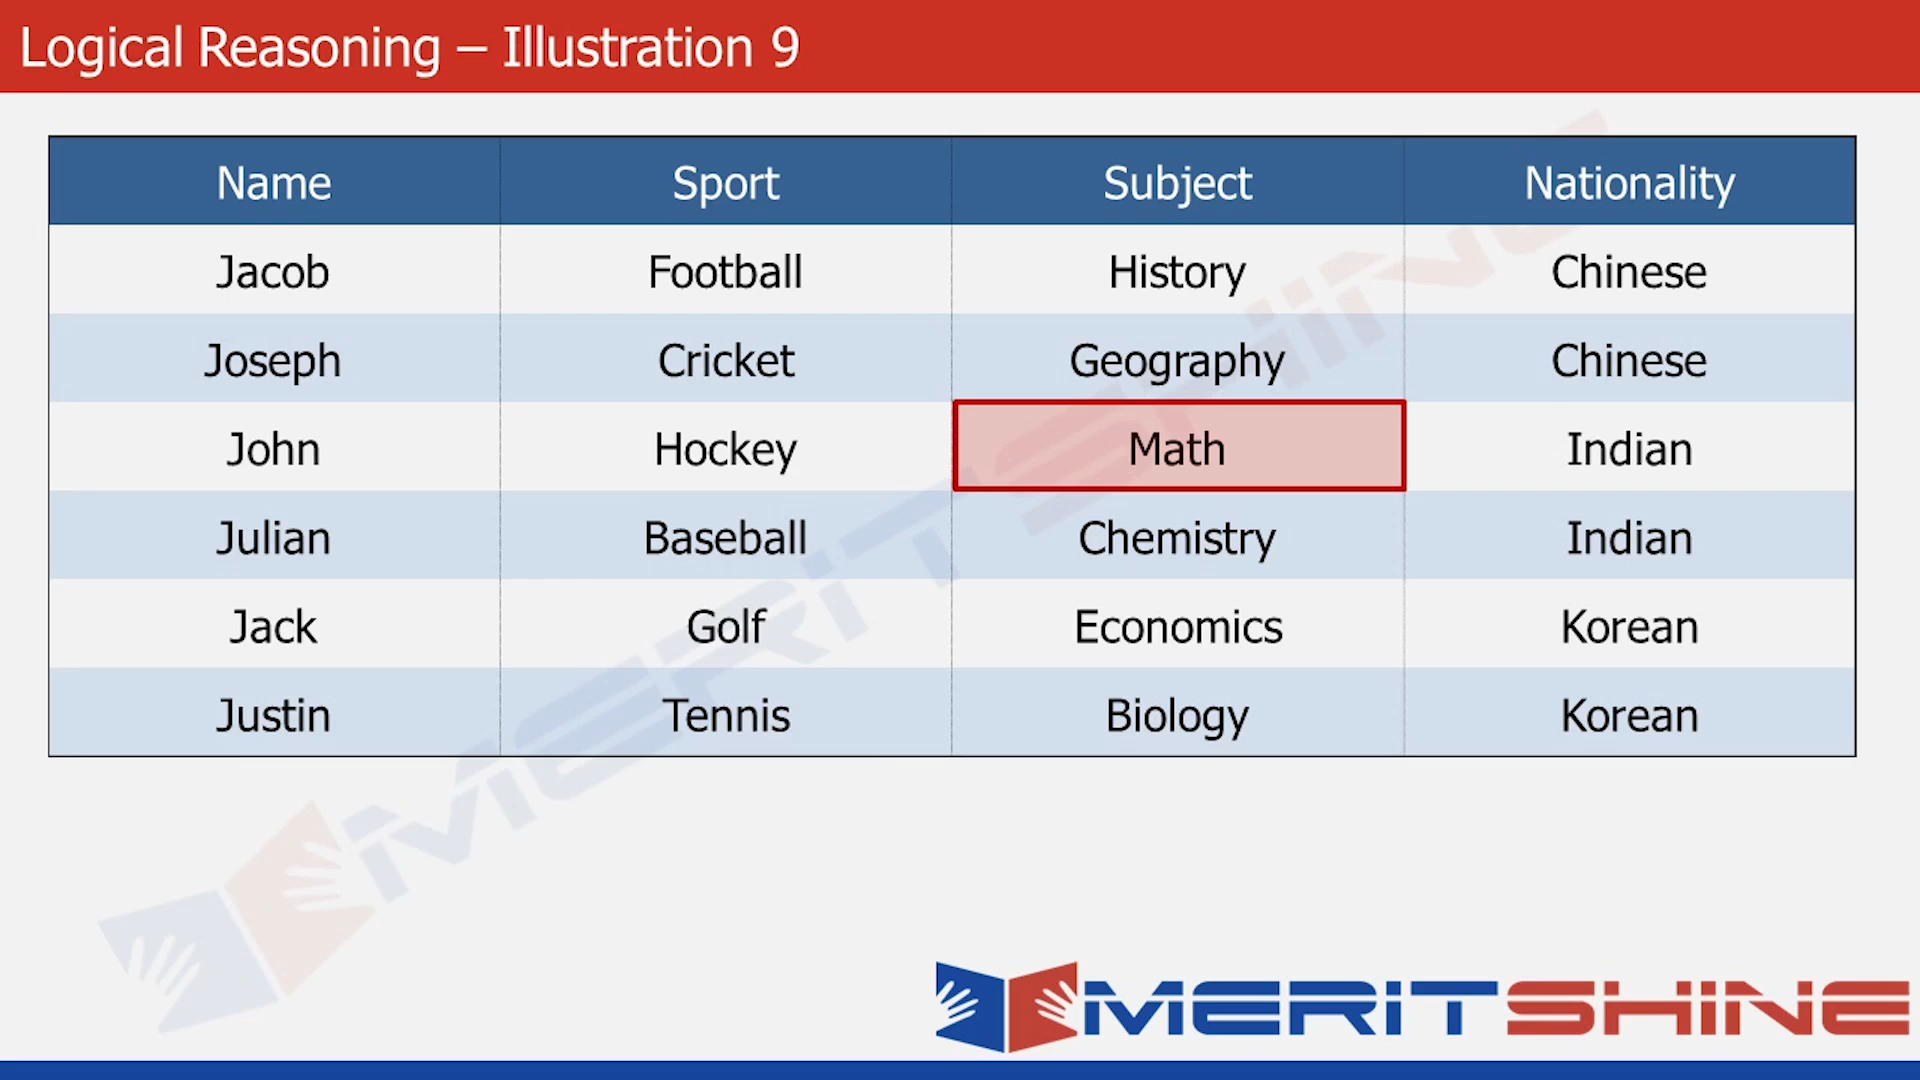 Logical Reasoning – Illustration 9
Name Sport Subject Nationality
Jacob Football History Chinese
Joseph Cricket Geography Chinese
John Hockey Math Indian
Julian Baseball Chemistry Indian
Jack Golf Economics Korean
Justin Tennis Biology Korean
MERiTSHiNE
MERiTSHiNE